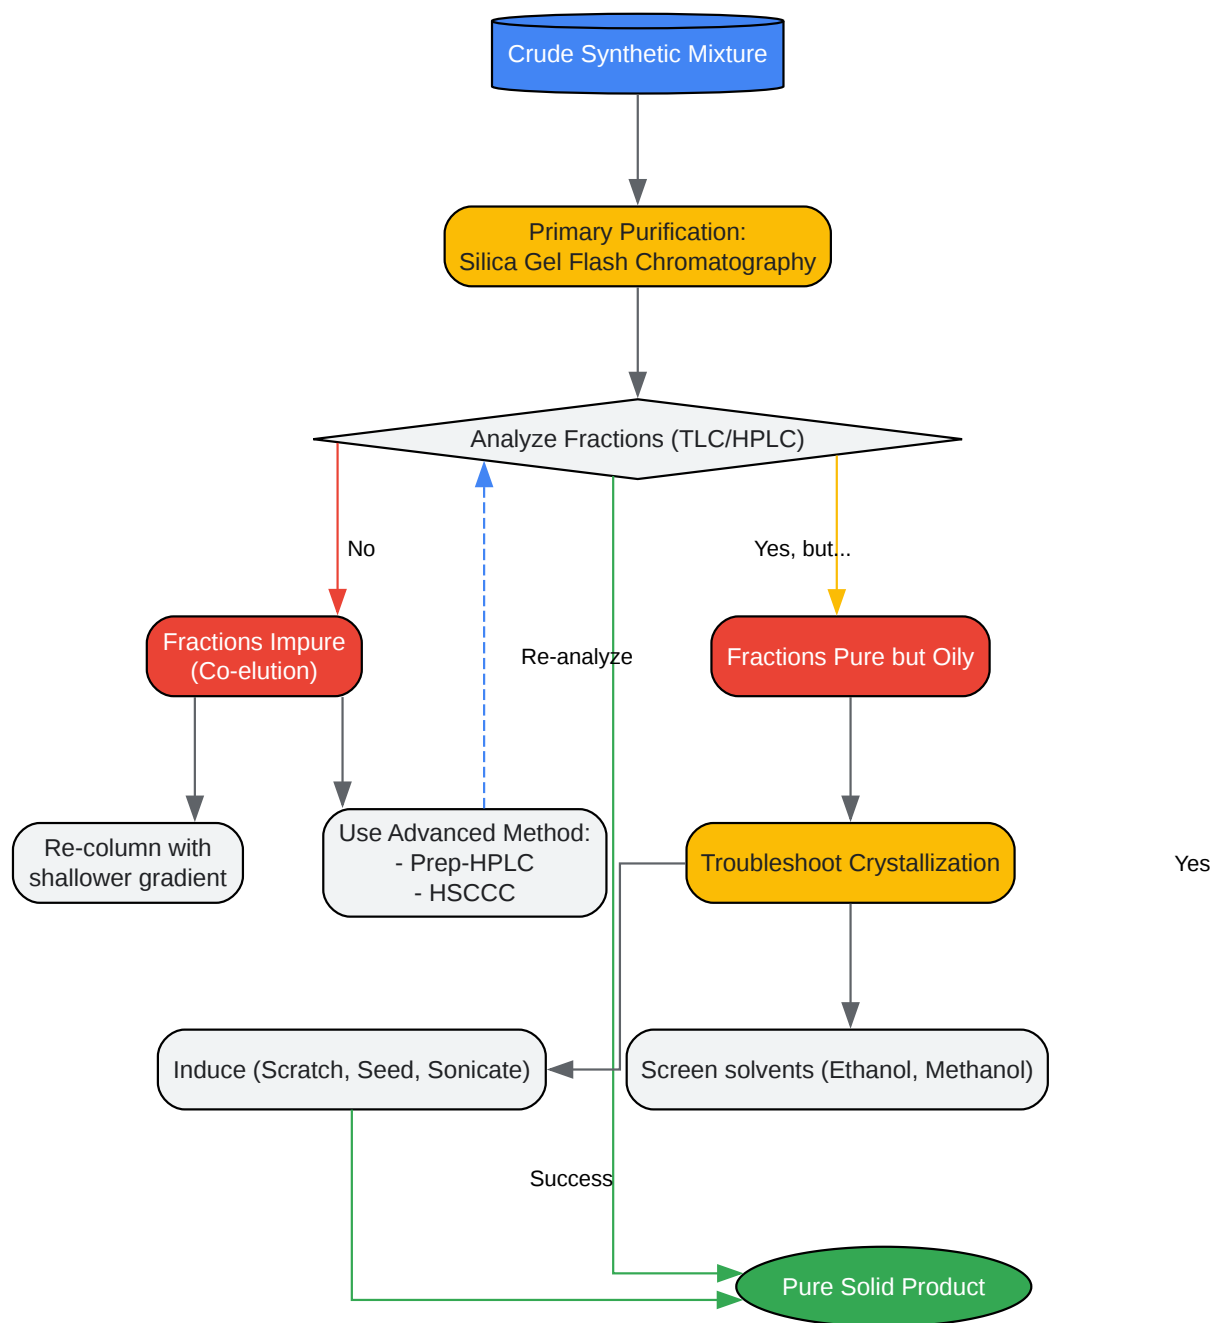 Crude Synthetic Mixture
Primary Purification:
Silica Gel Flash Chromatography
Analyze Fractions (TLC/HPLC)
No
Yes, but...
Fractions Impure
(Co-elution)
Re-analyze
Fractions Pure but Oily
Re-column with
shallower gradient
Use Advanced Method:
- Prep-HPLC
- HSCCC
Troubleshoot Crystallization
Yes
Induce (Scratch, Seed, Sonicate)
Screen solvents (Ethanol, Methanol)
Success
Pure Solid Product